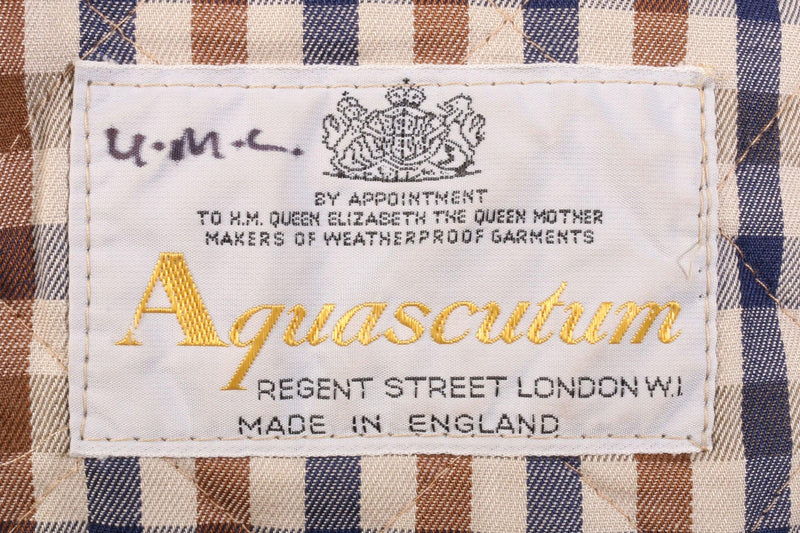 U.M.C.
BY APPOINTMENT
TO H.M. QUEEN ELIZABETH THE QUEEN MOTHER
MAKERS OF WEATHERPROOF GARMENTS
Aquascutum
REGENT STREET LONDON W.1
MADE IN ENGLAND